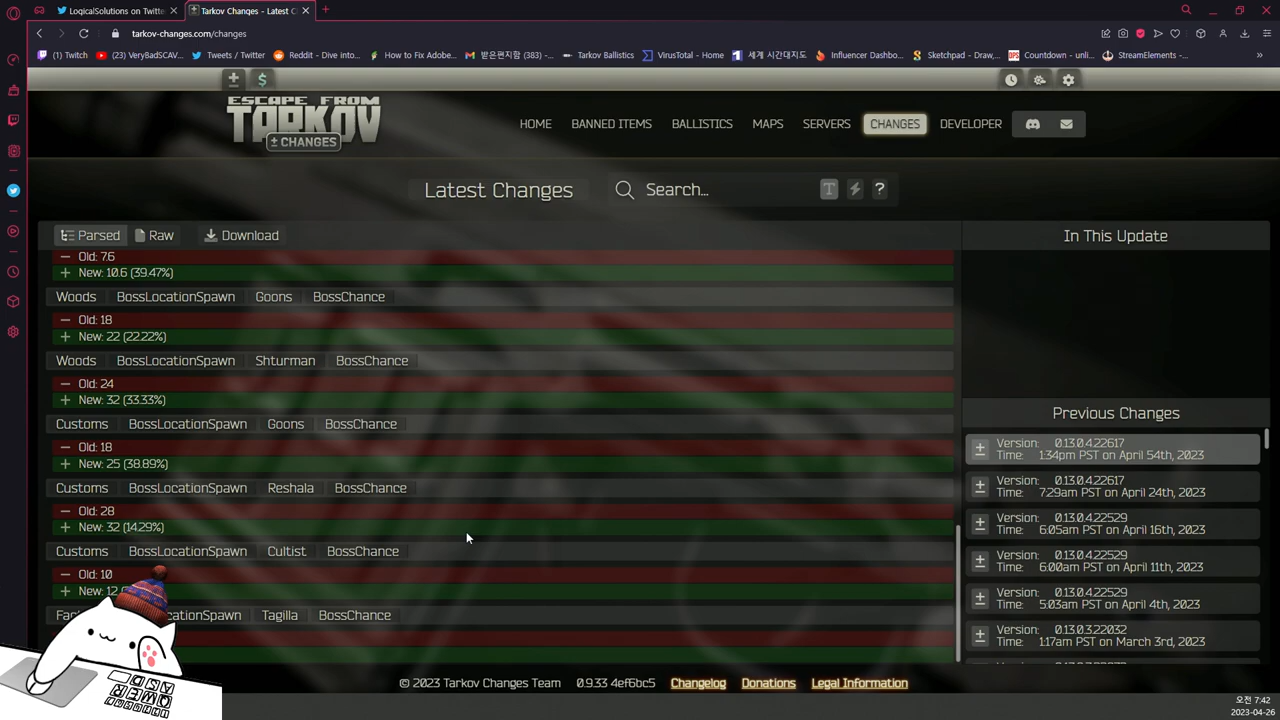 LogicalSolutions on Twitte
Tarkov Changes - Latest C
tarkov-changes.com/changes
(1) Twitch
(23) VeryBadSCAV...
Tweets / Twitter
Reddit - Dive into...
How to Fix Adobe...
받은편지함 (383) -...
Tarkov Ballistics
VirusTotal - Home
세계 시간대지도
Influencer Dashbo...
Sketchpad - Draw,...
Countdown - unli...
StreamElements -...
ESCAPE FROM
TARKOV
± CHANGES
HOME
BANNED ITEMS
BALLISTICS
MAPS
SERVERS
CHANGES
DEVELOPER
Latest Changes
Search...
T
?
Parsed
Raw
Download
In This Update
− Old: 7.6
+ New: 10.6 (39.47%)
Woods BossLocationSpawn Goons BossChance
− Old: 18
+ New: 22 (22.22%)
Woods BossLocationSpawn Shturman BossChance
− Old: 24
+ New: 32 (33.33%)
Customs BossLocationSpawn Goons BossChance
− Old: 18
+ New: 25 (38.89%)
Customs BossLocationSpawn Reshala BossChance
− Old: 28
+ New: 32 (14.29%)
Customs BossLocationSpawn Cultist BossChance
− Old: 10
+ New: 12
Tagilla BossChance
Previous Changes
Version: 0.13.0.4.22617
Time: 1:34pm PST on April 54th, 2023
Version: 0.13.0.4.22617
Time: 7:29am PST on April 24th, 2023
Version: 0.13.0.4.22529
Time: 6:05am PST on April 16th, 2023
Version: 0.13.0.4.22529
Time: 6:00am PST on April 11th, 2023
Version: 0.13.0.4.22529
Time: 5:03am PST on April 4th, 2023
Version: 0.13.0.3.22032
Time: 1:17am PST on March 3rd, 2023
© 2023 Tarkov Changes Team
0.9.33 4ef6bc5
Changelog
Donations
Legal Information
오전 7:42
2023-04-26